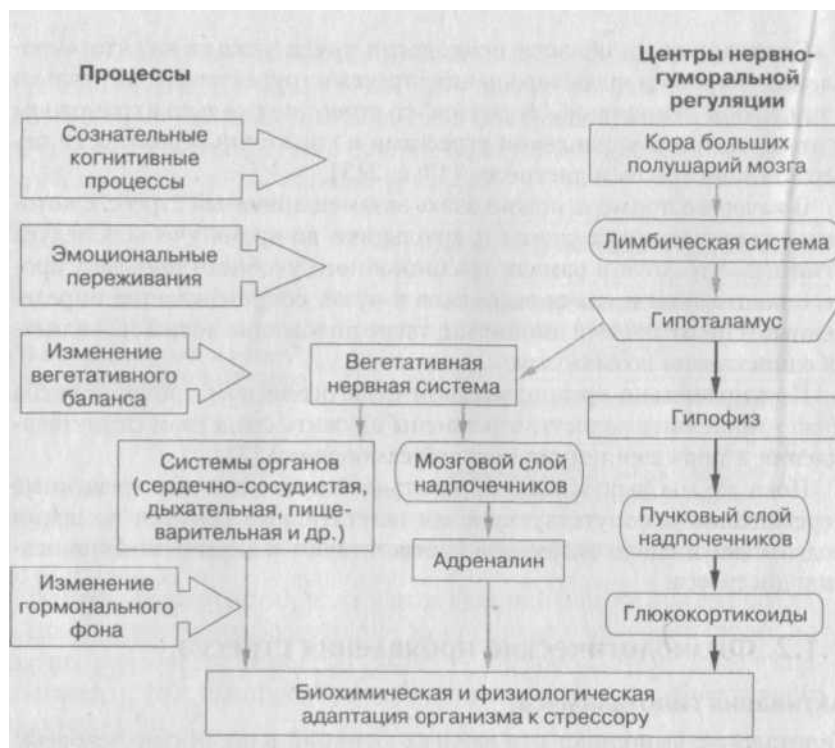 Процессы
Сознательные
когнитивные
процессы
Эмоциональные
переживания
Изменение
вегетативного
баланса
Изменение
гормонального
фона
Центры нервно-
гуморальной
регуляции
Кора больших
полушарий мозга
Лимбическая система
Гипоталамус
Вегетативная
нервная система
Гипофиз
Системы органов
(сердечно-сосудистая,
дыхательная, пище-
варительная и др.)
Мозговой слой
надпочечников
Пучковый слой
надпочечников
Адреналин
Глюкокортикоиды
Биохимическая и физиологическая
адаптация организма к стрессору